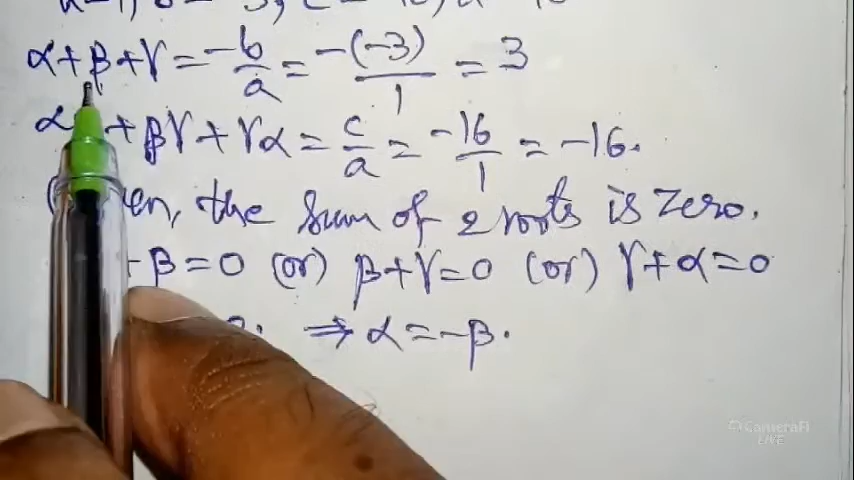 α+β+γ = -b/a = -(-3)/1 = 3
α + βγ + γα = c/a = -16/1 = -16.
the sum of 2 roots is zero.
+ β = 0 (or) β+γ=0 (or) γ+α=0
⇒ α = -β.
CameraFi
LIVE